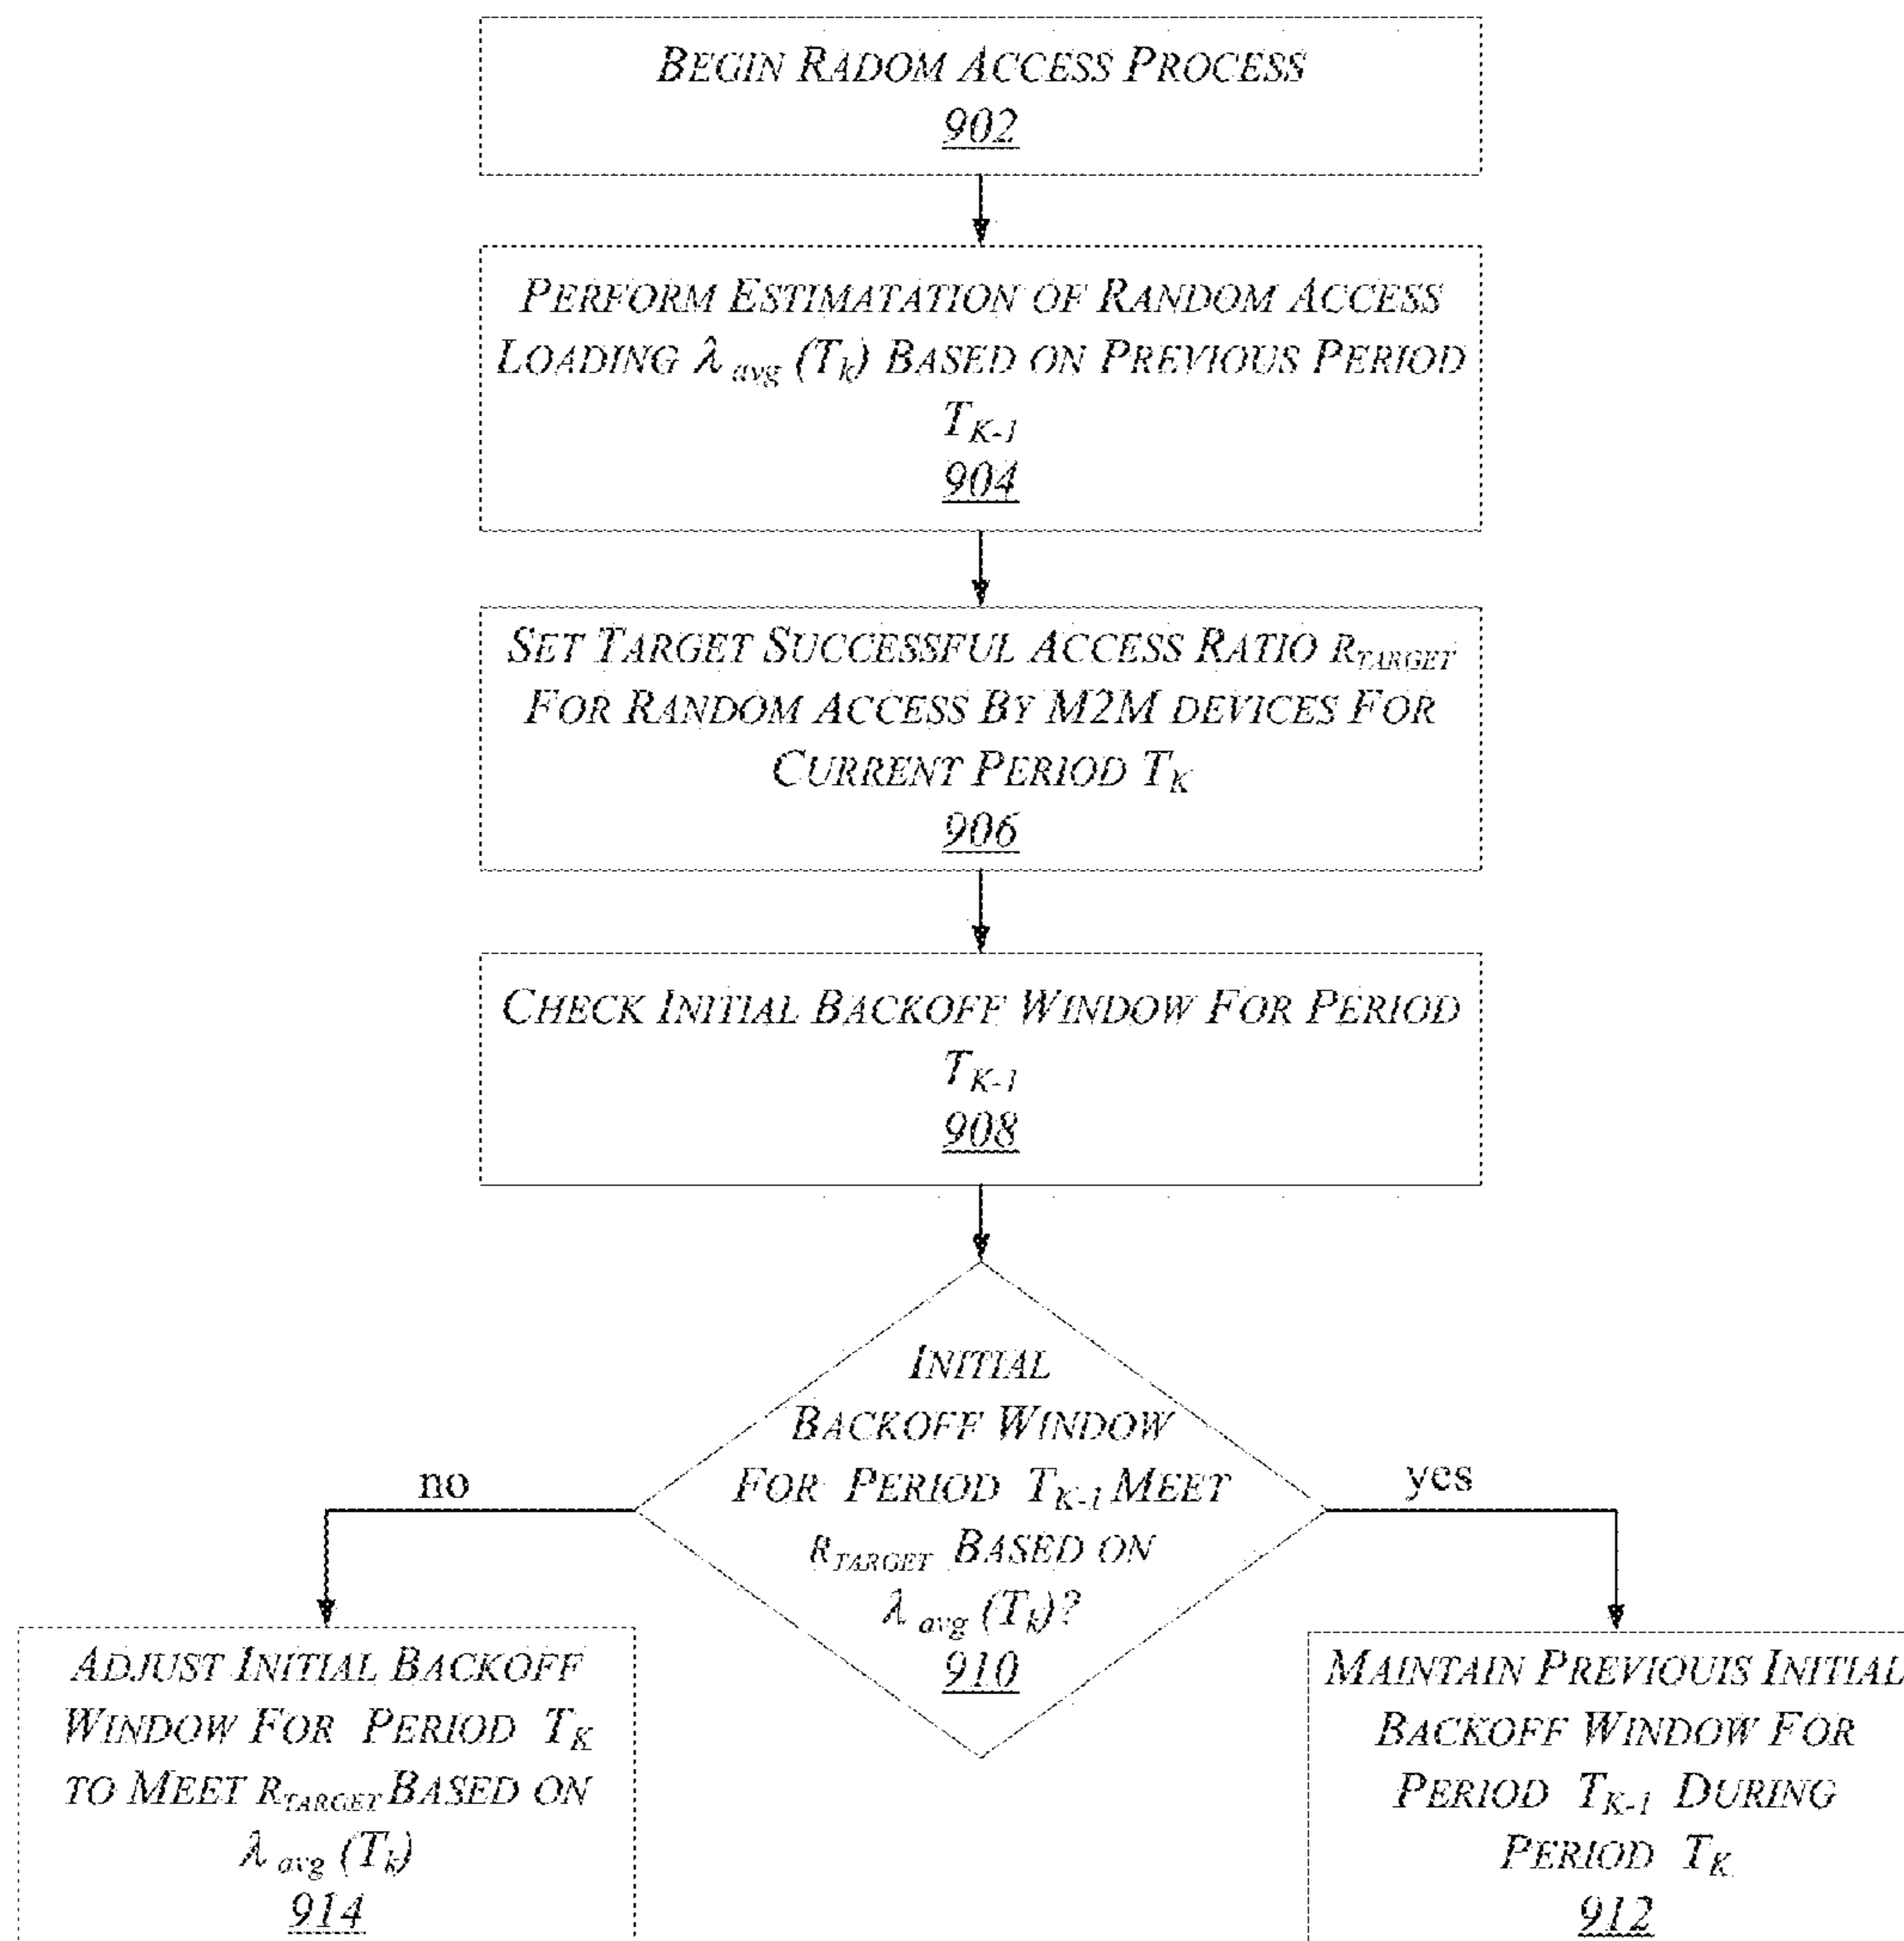 BEGIN RADOM ACCESS PROCESS
902
PERFORM ESTIMATATION OF RANDOM ACCESS
LOADING λ avg (Tk) BASED ON PREVIOUS PERIOD
TK-1
904
SET TARGET SUCCESSFUL ACCESS RATIO RTARGET
FOR RANDOM ACCESS BY M2M DEVICES FOR
CURRENT PERIOD TK
906
CHECK INITIAL BACKOFF WINDOW FOR PERIOD
TK-1
908
INITIAL
BACKOFF WINDOW
FOR PERIOD TK-1 MEET
RTARGET BASED ON
λ avg (Tk)?
910
no
yes
ADJUST INITIAL BACKOFF
WINDOW FOR PERIOD TK
TO MEET RTARGET BASED ON
λ avg (Tk)
914
MAINTAIN PREVIOUIS INITIAL
BACKOFF WINDOW FOR
PERIOD TK-1 DURING
PERIOD TK
912